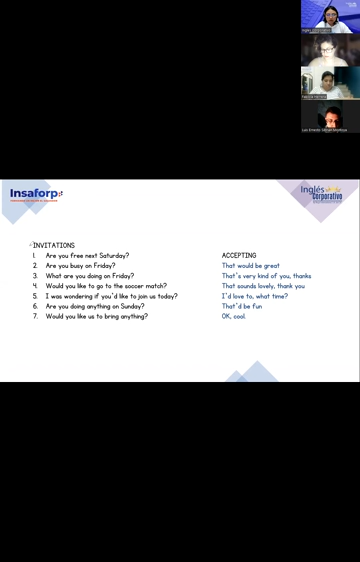 Insaforp
Inglés
Corporativo
INVITATIONS
1. Are you free next Saturday?
2. Are you busy on Friday?
3. What are you doing on Friday?
4. Would you like to go to the soccer match?
5. I was wondering if you'd like to join us today?
6. Are you doing anything on Sunday?
7. Would you like us to bring anything?
ACCEPTING
That would be great
That's very kind of you, thanks
That sounds lovely, thank you
I'd love to, what time?
That'd be fun
OK, cool.